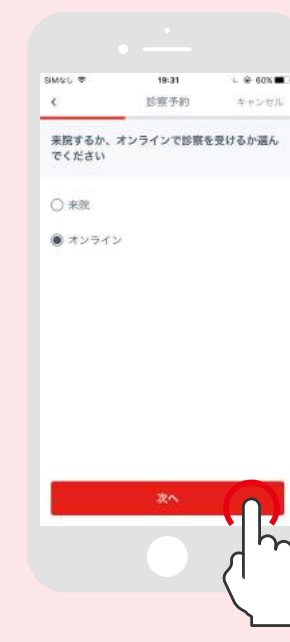 SIMなし 19:31 60%
< 診察予約 キャンセル
来院するか、オンラインで診察を受けるか選ん
でください
来院
オンライン
次へ